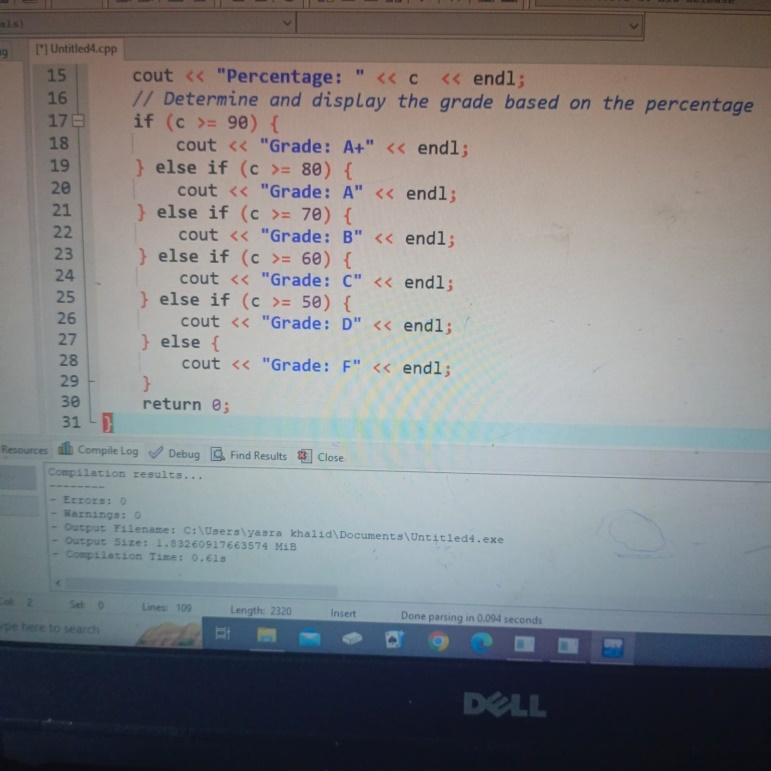 als)
[*] Untitled4.cpp
15 cout << "Percentage: " << c << endl;
16 // Determine and display the grade based on the percentage
17 if (c >= 90) {
18 cout << "Grade: A+" << endl;
19 } else if (c >= 80) {
20 cout << "Grade: A" << endl;
21 } else if (c >= 70) {
22 cout << "Grade: B" << endl;
23 } else if (c >= 60) {
24 cout << "Grade: C" << endl;
25 } else if (c >= 50) {
26 cout << "Grade: D" << endl;
27 } else {
28 cout << "Grade: F" << endl;
29 }
30 return 0;
31 }
Resources Compile Log Debug Find Results Close
Compilation results...
--------
- Errors: 0
- Warnings: 0
- Output Filename: C:\Users\yasra khalid\Documents\Untitled4.exe
- Output Size: 1.83260917663574 MiB
- Compilation Time: 0.61s
Col: 2 Sel: 0 Lines: 109 Length: 2320 Insert Done parsing in 0.094 seconds
ype here to search
DELL